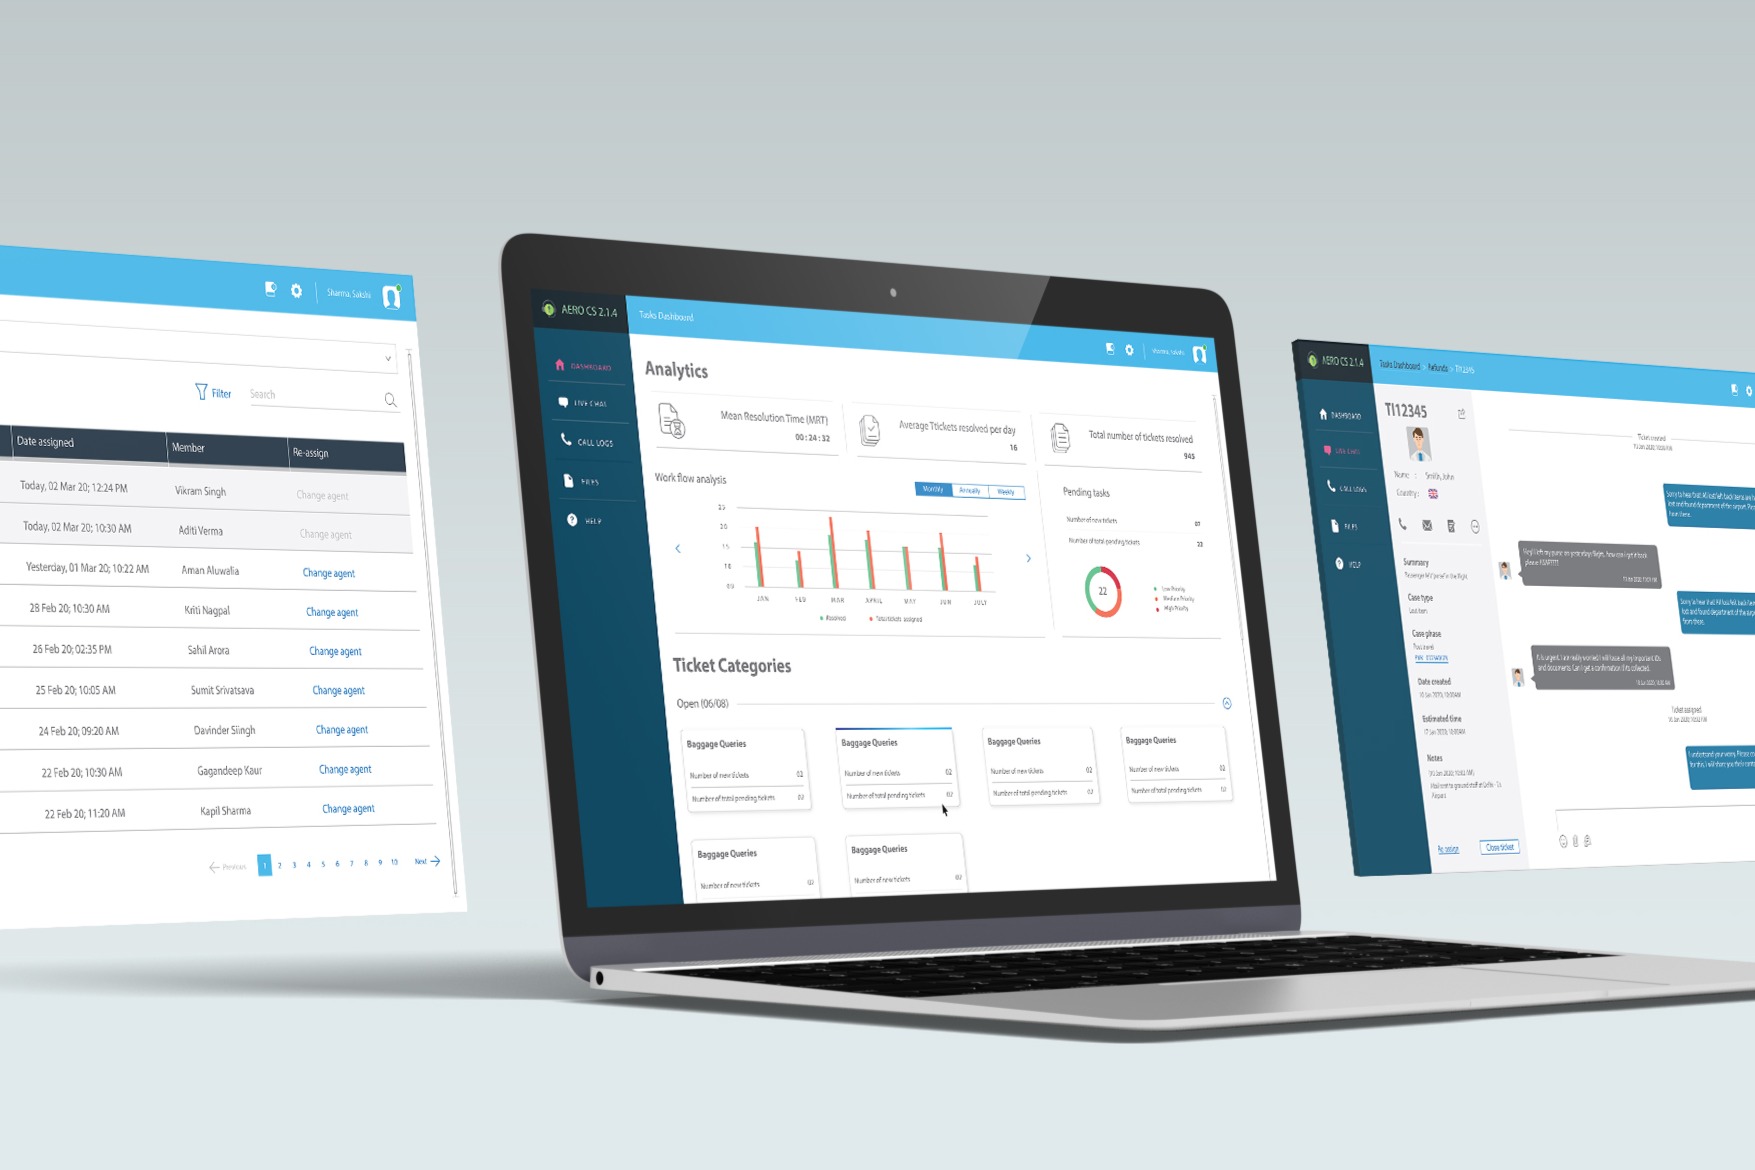 Sharma, Sakshi
Filter
Search
Date assigned
Member
Re-assign
Today, 02 Mar 20; 12:24 PM
Vikram Singh
Change agent
Today, 02 Mar 20; 10:30 AM
Aditi Verma
Change agent
Yesterday, 01 Mar 20; 10:22 AM
Aman Aluwalia
Change agent
28 Feb 20; 10:30 AM
Kriti Nagpal
Change agent
26 Feb 20; 02:35 PM
Sahil Arora
Change agent
25 Feb 20; 10:05 AM
Sumit Srivatsava
Change agent
24 Feb 20; 09:20 AM
Davinder Siingh
Change agent
22 Feb 20; 10:30 AM
Gagandeep Kaur
Change agent
22 Feb 20; 11:20 AM
Kapil Sharma
Change agent
Previous 1 2 3 4 5 6 7 8 9 10 Next
AERO CS 2.1.4
Tasks Dashboard
Sharma, Sakshi
DASHBOARD
LIVE CHAT
CALL LOGS
FILES
HELP
Analytics
Mean Resolution Time (MRT)
00 : 24 : 32
Average Ttickets resolved per day
16
Total number of tickets resolved
945
Work flow analysis
Monthly
Annually
Weekly
JAN
FEB
MAR
APRIL
MAY
JUN
JULY
Resolved
Total tickets assigned
Pending tasks
Number of new tickets
07
Number of total pending tickets
22
Low Priority
Medium Priority
High Priority
Ticket Categories
Open (06/08)
Baggage Queries
Number of new tickets 02
Number of total pending tickets 02
Baggage Queries
Number of new tickets 02
Number of total pending tickets 02
Baggage Queries
Number of new tickets 02
Number of total pending tickets 02
Baggage Queries
Number of new tickets 02
Number of total pending tickets 02
Baggage Queries
Number of new tickets 02
Baggage Queries
Number of new tickets 02
AERO CS 2.1.4
Tasks Dashboard > Refunds > TI12345
DASHBOARD
LIVE CHAT
CALL LOGS
FILES
HELP
TI12345
Name : Smith, John
Country :
Summary
Case type
Lost item
Case phase
Date created
Estimated time
Notes
Re assign
Close ticket
Ticket created
Ticket assigned